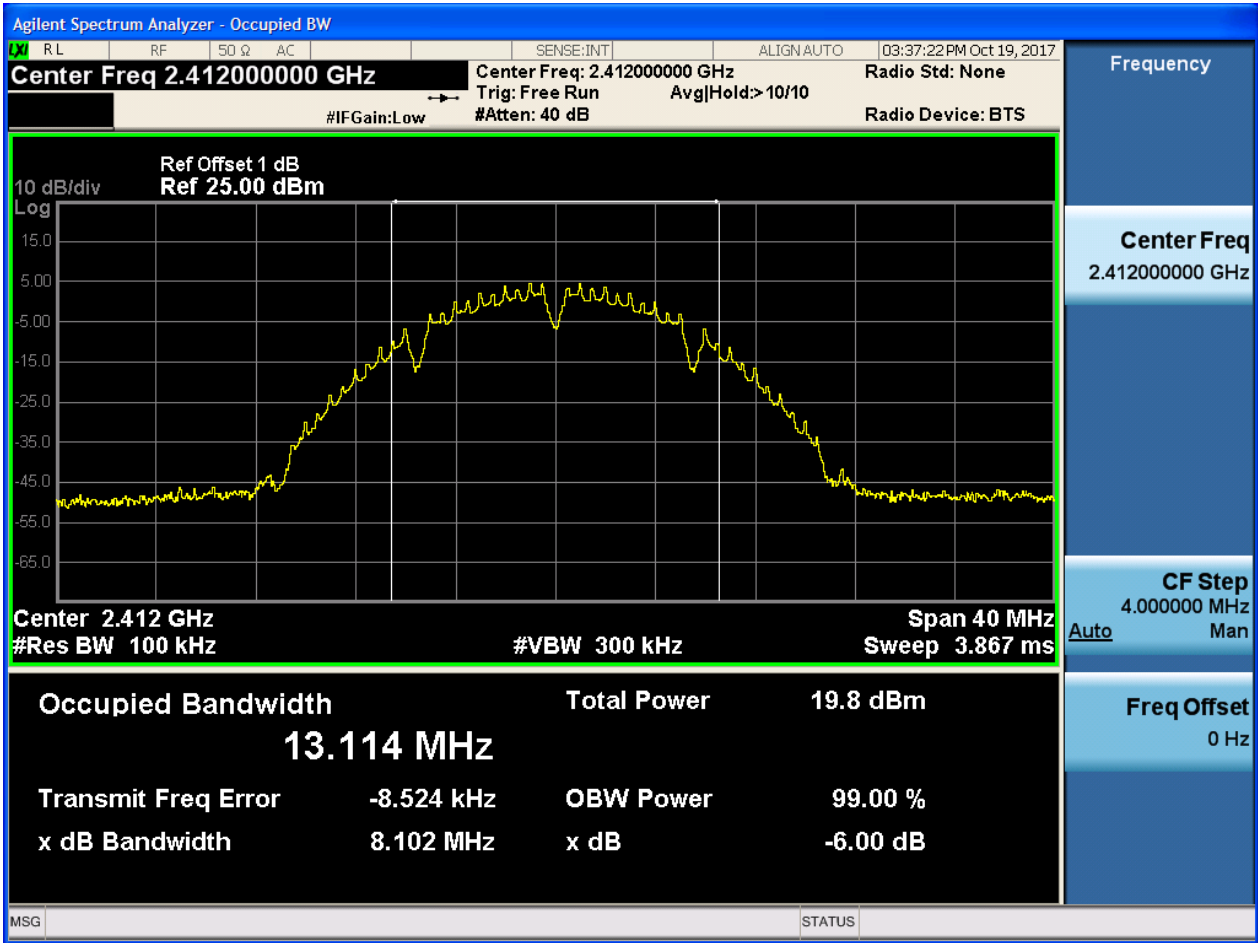 Agilent Spectrum Analyzer - Occupied BW
LXI RL RF 50 Ω AC SENSE:INT ALIGN AUTO 03:37:22 PM Oct 19, 2017
Center Freq 2.412000000 GHz
Center Freq: 2.412000000 GHz
Radio Std: None
Trig: Free Run Avg|Hold:> 10/10
#IFGain:Low
#Atten: 40 dB
Radio Device: BTS
Ref Offset 1 dB
10 dB/div Ref 25.00 dBm
Log
15.0
5.00
-5.00
-15.0
-25.0
-35.0
-45.0
-55.0
-65.0
Center 2.412 GHz Span 40 MHz
#Res BW 100 kHz #VBW 300 kHz Sweep 3.867 ms
Occupied Bandwidth Total Power 19.8 dBm
13.114 MHz
Transmit Freq Error -8.524 kHz OBW Power 99.00 %
x dB Bandwidth 8.102 MHz x dB -6.00 dB
MSG STATUS
Frequency
Center Freq
2.412000000 GHz
CF Step
4.000000 MHz
Auto Man
Freq Offset
0 Hz